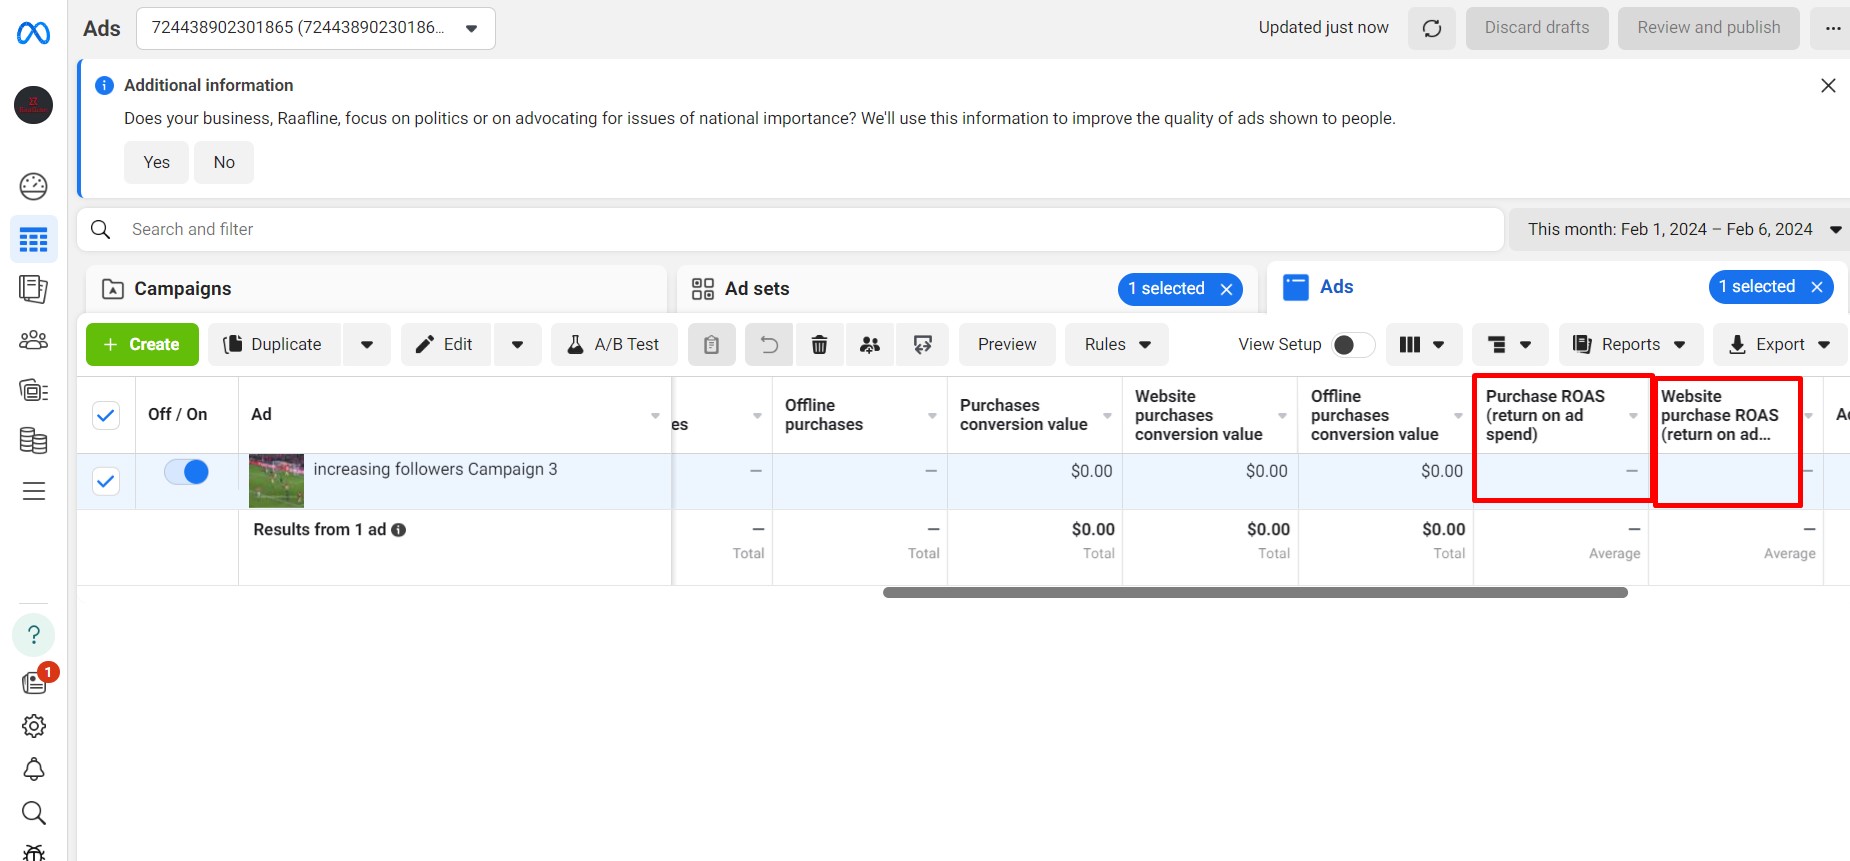 Ads
724438902301865 (72443890230186...
Updated just now
Discard drafts
Review and publish
Additional information
Does your business, Raafline, focus on politics or on advocating for issues of national importance? We'll use this information to improve the quality of ads shown to people.
Yes
No
Search and filter
This month: Feb 1, 2024 – Feb 6, 2024
Campaigns
Ad sets
1 selected
Ads
1 selected
+ Create
Duplicate
Edit
A/B Test
Preview
Rules
View Setup
Reports
Export
Off / On
Ad
es
Offline
purchases
Purchases
conversion value
Website
purchases
conversion value
Offline
purchases
conversion value
Purchase ROAS
(return on ad
spend)
Website
purchase ROAS
(return on ad...
increasing followers Campaign 3
—
—
$0.00
$0.00
$0.00
—
—
Results from 1 ad
—
Total
—
Total
$0.00
Total
$0.00
Total
$0.00
Total
—
Average
—
Average
?
1